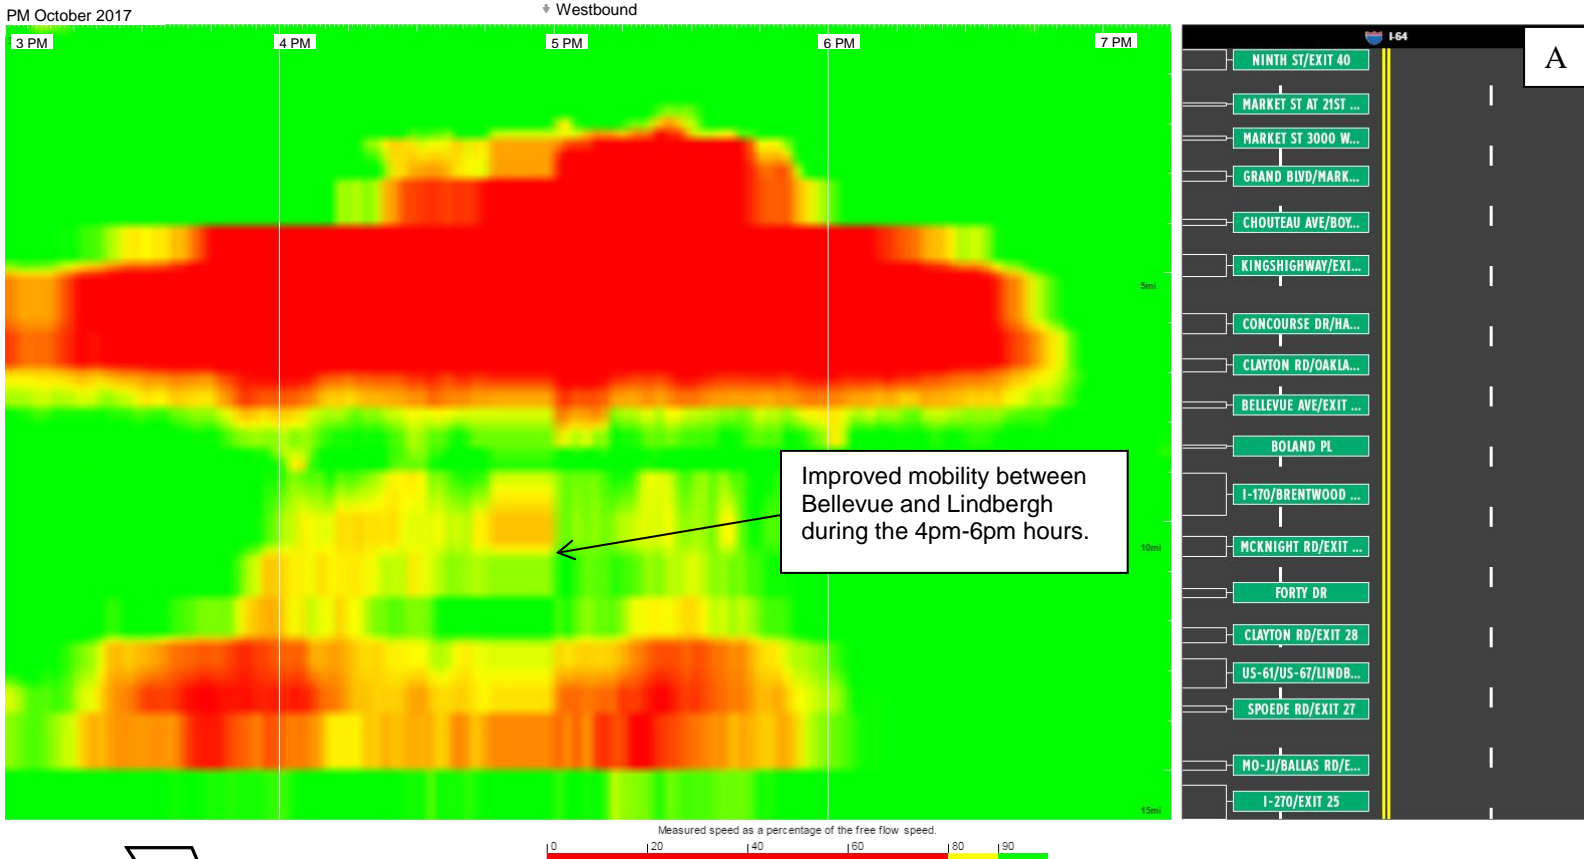 PM October 2017
Westbound
3 PM
4 PM
5 PM
6 PM
7 PM
I-64
A
NINTH ST/EXIT 40
MARKET ST AT 21ST ...
MARKET ST 3000 W...
GRAND BLVD/MARK...
CHOUTEAU AVE/BOY...
KINGSHIGHWAY/EXI...
5mi
CONCOURSE DR/HA...
CLAYTON RD/OAKLA...
BELLEVUE AVE/EXIT ...
BOLAND PL
Improved mobility between
Bellevue and Lindbergh
during the 4pm-6pm hours.
I-170/BRENTWOOD ...
10mi
MCKNIGHT RD/EXIT ...
FORTY DR
CLAYTON RD/EXIT 28
US-61/US-67/LINDB...
SPOEDE RD/EXIT 27
MO-JJ/BALLAS RD/E...
I-270/EXIT 25
15mi
Measured speed as a percentage of the free flow speed.
0 20 40 60 80 90